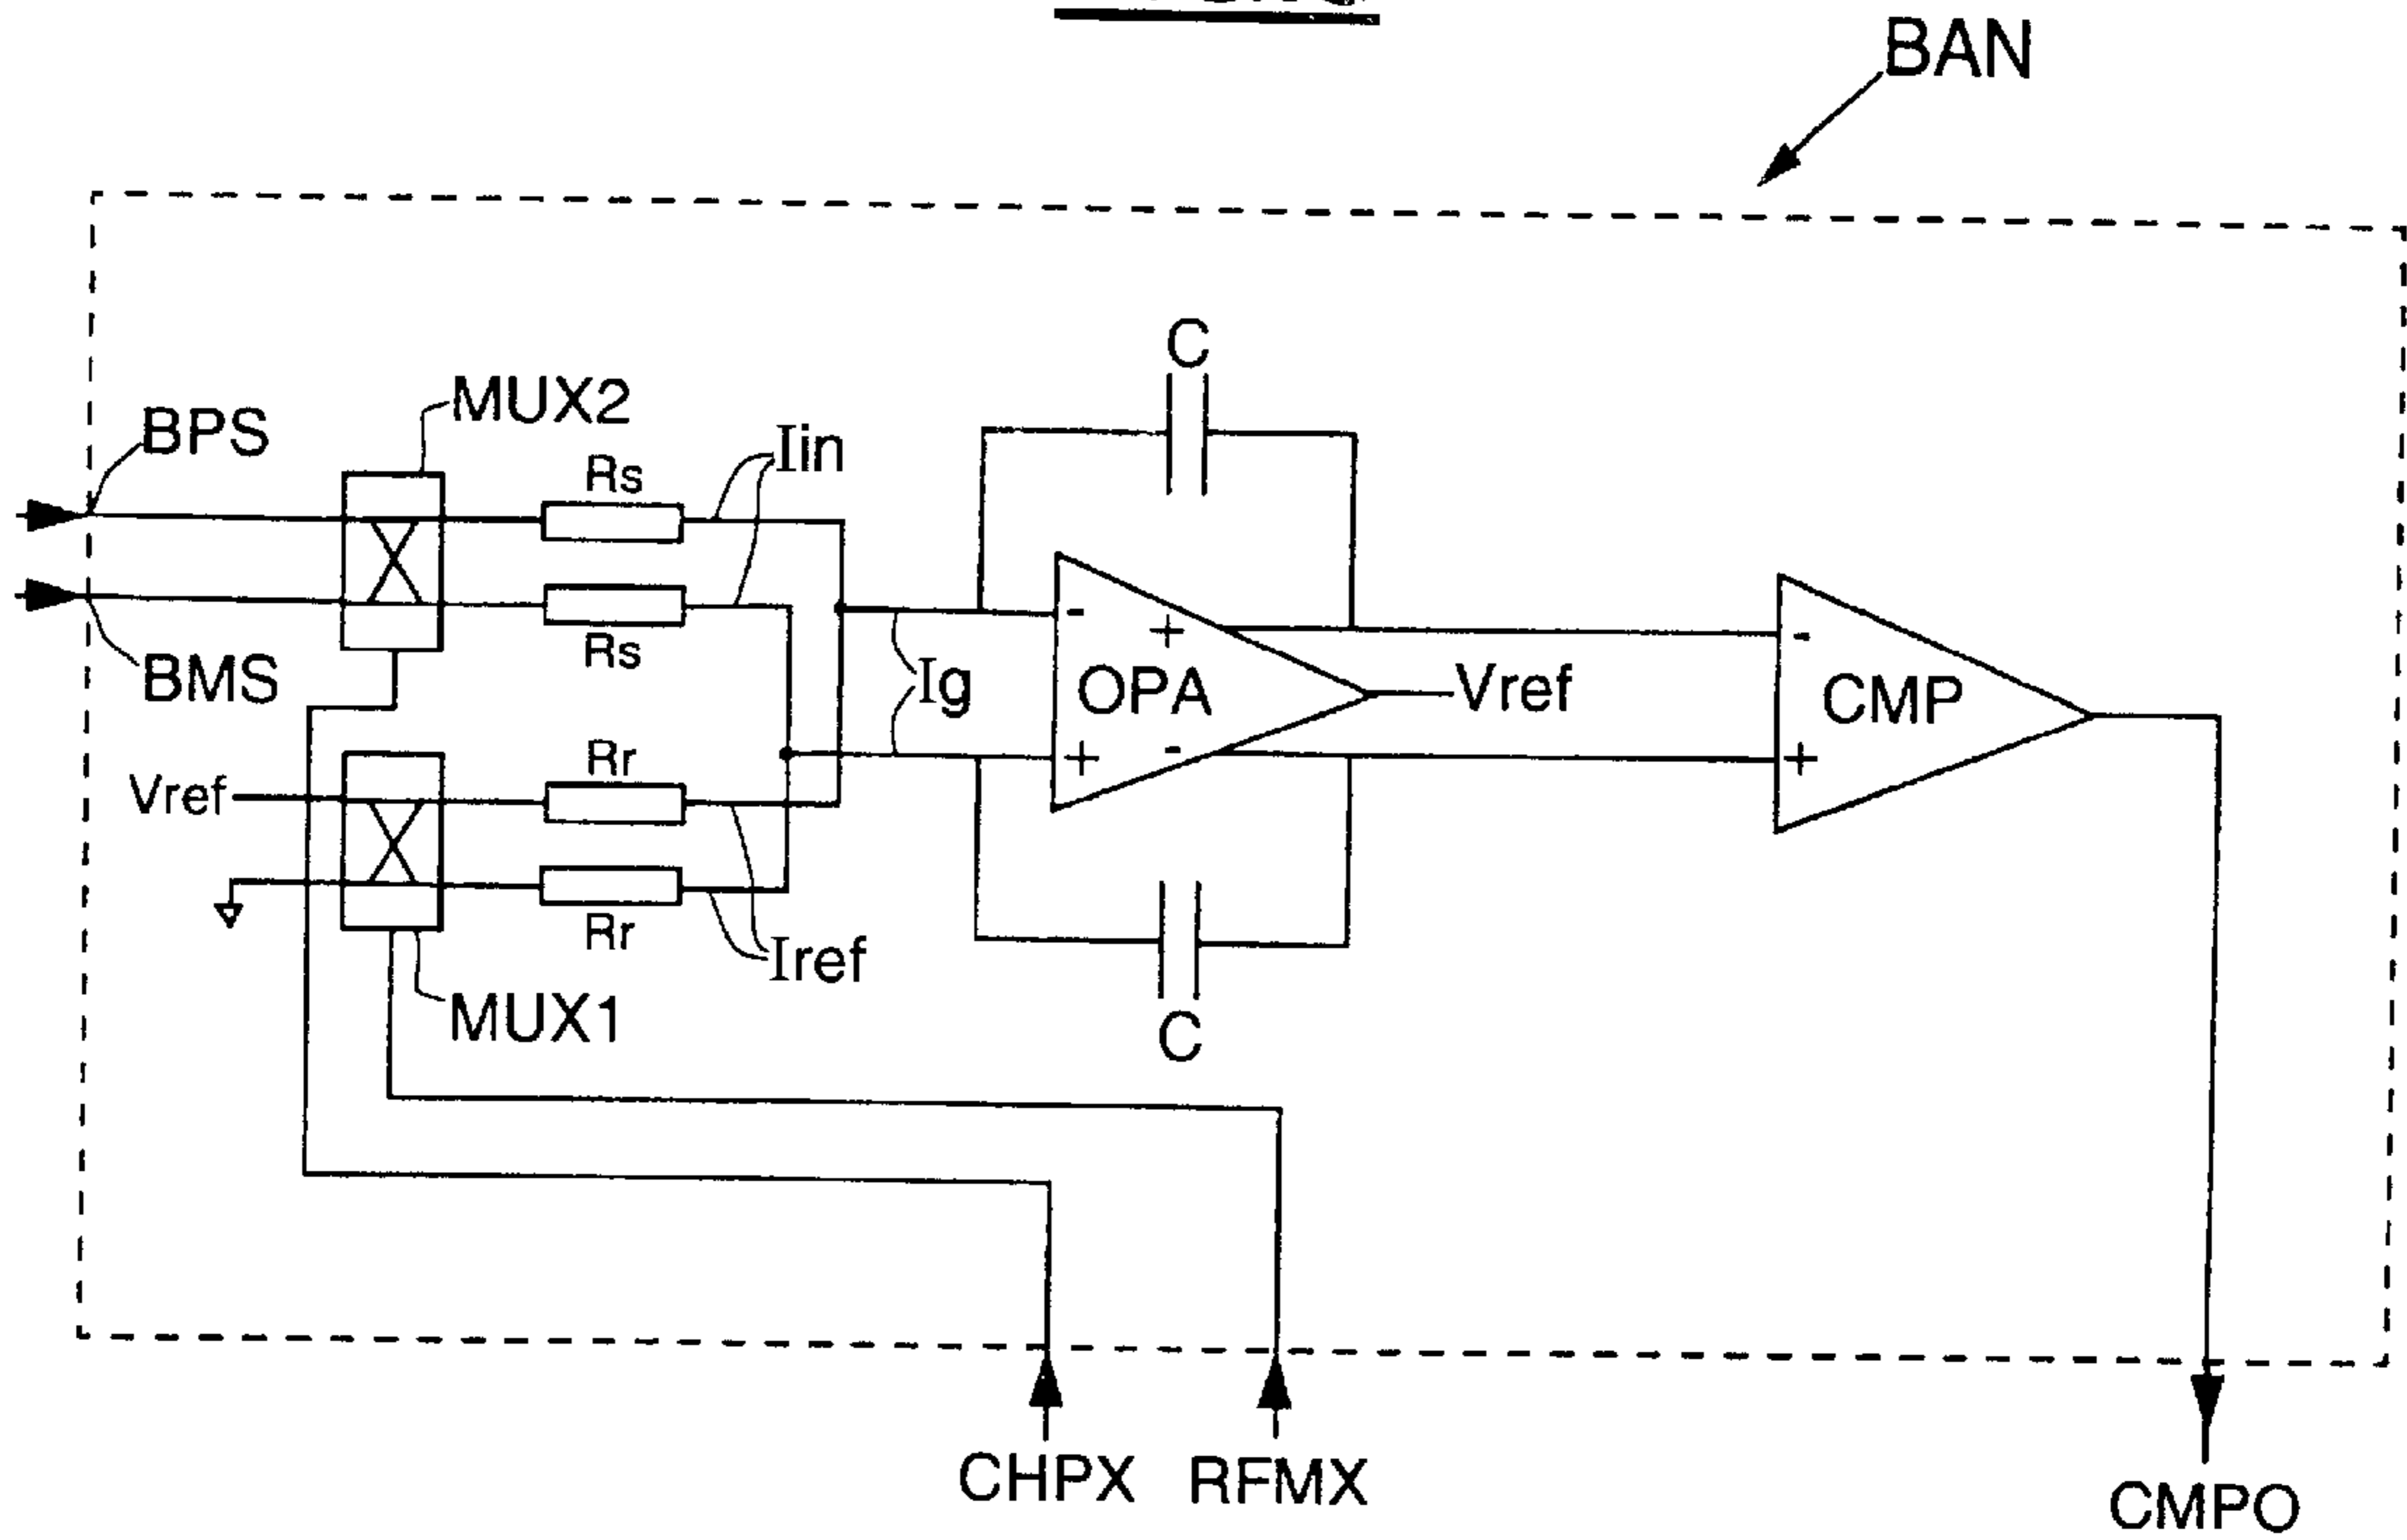 BAN
C
MUX2
BPS
Iin
Rs
-
+
-
Rs
BMS
Ig
OPA
Vref
CMP
Rr
+
-
+
Vref
Rr
Iref
MUX1
C
CHPX
RFMX
CMPO